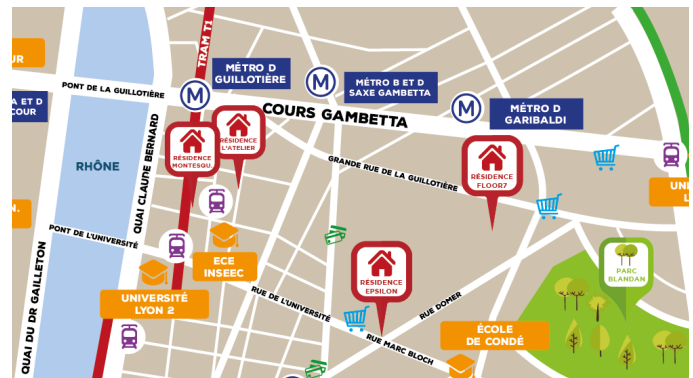 UR
TRAM T1
MÉTRO D
GUILLOTIÈRE
MÉTRO B ET D
SAXE GAMBETTA
PONT DE LA GUILLOTIÈRE
M
M
M
A ET D
COUR
COURS GAMBETTA
MÉTRO D
GARIBALDI
RÉSIDENCE
L'ATELIER
RÉSIDENCE
MONTESQU.
RHÔNE
QUAI CLAUDE BERNARD
GRANDE RUE DE LA GUILLOTIÈRE
RÉSIDENCE
FLOOR7
UNI
L
N.
PONT DE L'UNIVERSITÉ
ECE
INSEEC
PARC
BLANDAN
RÉSIDENCE
EPSILON
UNIVERSITÉ
LYON 2
RUE DE L'UNIVERSITÉ
RUE DOMER
QUAI DU DR GAILLETON
RUE MARC BLOCH
ÉCOLE
DE CONDÉ